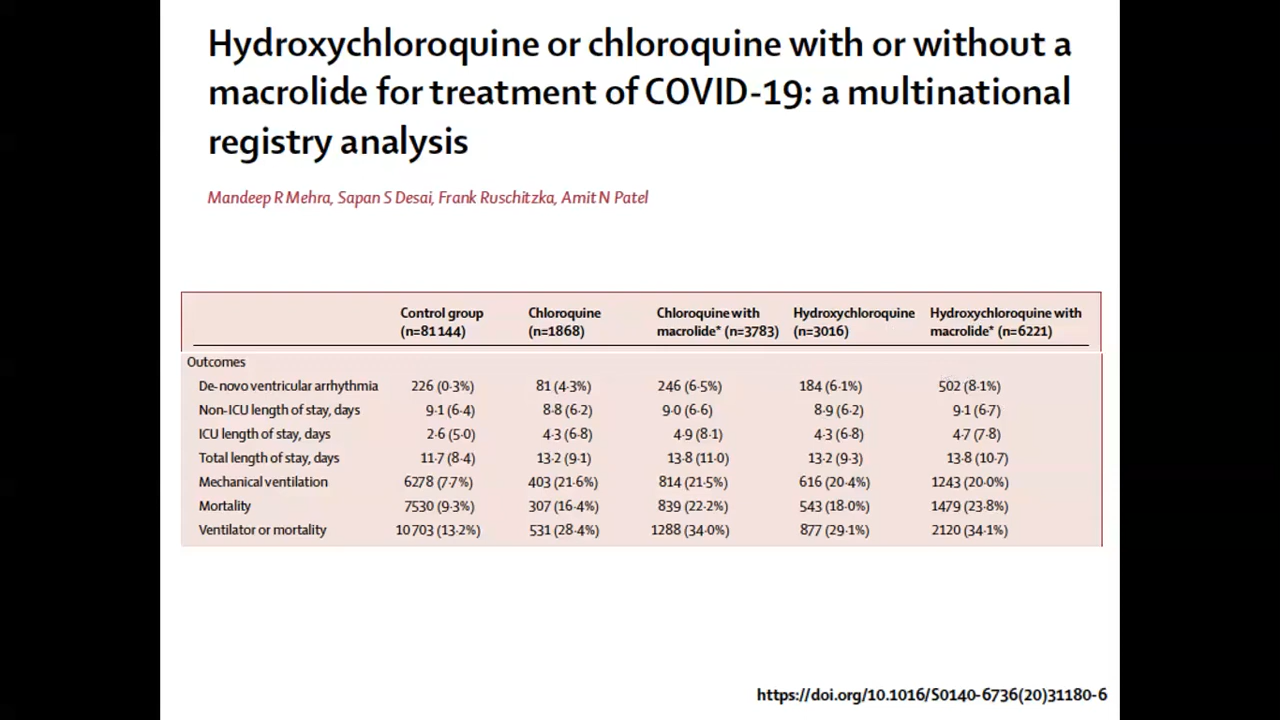 Hydroxychloroquine or chloroquine with or without a
macrolide for treatment of COVID-19: a multinational
registry analysis
Mandeep R Mehra, Sapan S Desai, Frank Ruschitzka, Amit N Patel
Control group Chloroquine Chloroquine with Hydroxychloroquine Hydroxychloroquine with
(n=81 144) (n=1868) macrolide* (n=3783) (n=3016) macrolide* (n=6221)
Outcomes
De-novo ventricular arrhythmia 226 (0·3%) 81 (4·3%) 246 (6·5%) 184 (6·1%) 502 (8·1%)
Non-ICU length of stay, days 9·1 (6·4) 8·8 (6·2) 9·0 (6·6) 8·9 (6·2) 9·1 (6·7)
ICU length of stay, days 2·6 (5·0) 4·3 (6·8) 4·9 (8·1) 4·3 (6·8) 4·7 (7·8)
Total length of stay, days 11·7 (8·4) 13·2 (9·1) 13·8 (11·0) 13·2 (9·3) 13·8 (10·7)
Mechanical ventilation 6278 (7·7%) 403 (21·6%) 814 (21·5%) 616 (20·4%) 1243 (20·0%)
Mortality 7530 (9·3%) 307 (16·4%) 839 (22·2%) 543 (18·0%) 1479 (23·8%)
Ventilator or mortality 10 703 (13·2%) 531 (28·4%) 1288 (34·0%) 877 (29·1%) 2120 (34·1%)
https://doi.org/10.1016/S0140-6736(20)31180-6